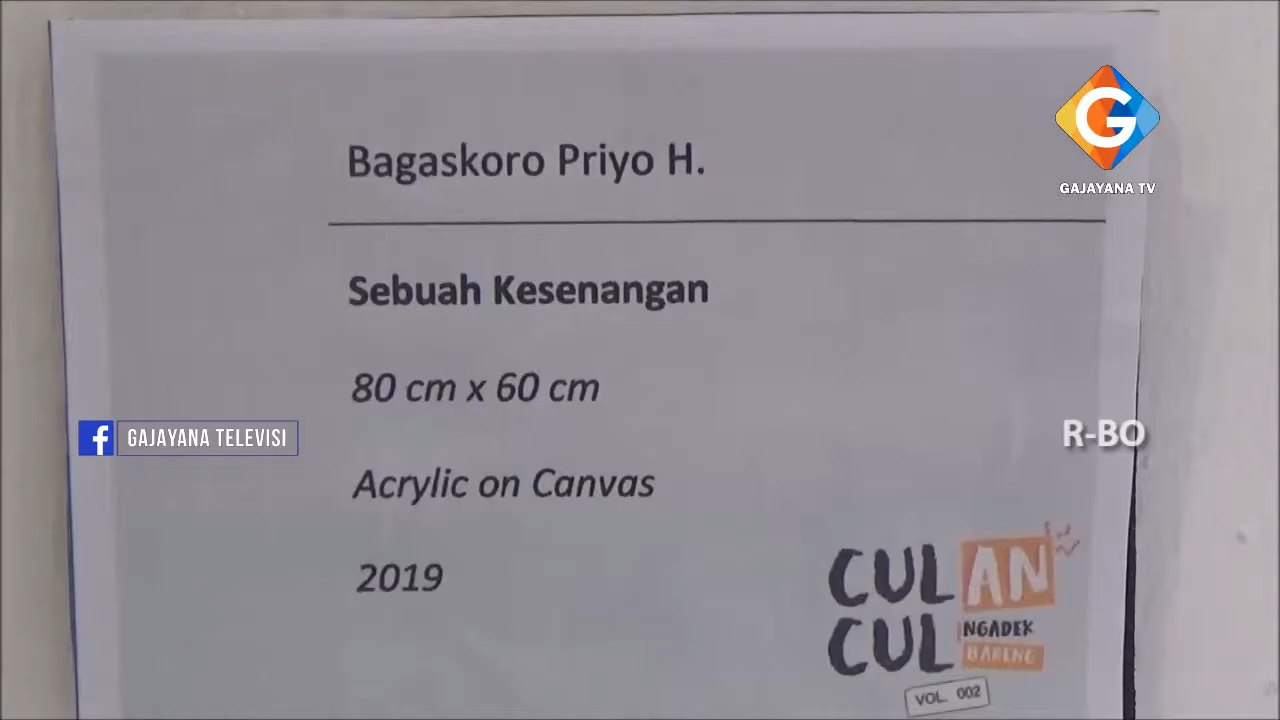 G
GAJAYANA TV
Bagaskoro Priyo H.
Sebuah Kesenangan
80 cm x 60 cm
GAJAYANA TELEVISI
R-BO
Acrylic on Canvas
2019
CULAN
CUL NGADEK
BARENG
VOL. 002